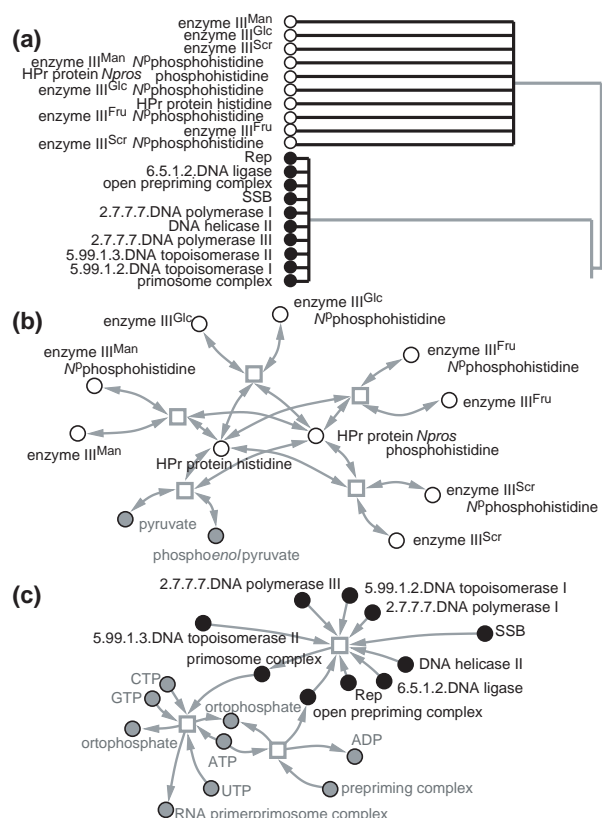 (a)
enzyme IIIMan
enzyme IIIGlc
enzyme IIIScr
enzyme IIIMan Npphosphohistidine
HPr protein Npros phosphohistidine
enzyme IIIGlc Npphosphohistidine
HPr protein histidine
enzyme IIIFru Npphosphohistidine
enzyme IIIFru
enzyme IIIScr Npphosphohistidine
Rep
6.5.1.2.DNA ligase
open prepriming complex
SSB
2.7.7.7.DNA polymerase I
DNA helicase II
2.7.7.7.DNA polymerase III
5.99.1.3.DNA topoisomerase II
5.99.1.2.DNA topoisomerase I
primosome complex
(b)
enzyme IIIGlc
enzyme IIIGlc
Npphosphohistidine
enzyme IIIMan
Npphosphohistidine
enzyme IIIFru
Npphosphohistidine
enzyme IIIFru
enzyme IIIMan
HPr protein histidine
HPr protein Npros
phosphohistidine
enzyme IIIScr
Npphosphohistidine
enzyme IIIScr
pyruvate
phosphoenolpyruvate
(c)
2.7.7.7.DNA polymerase III
5.99.1.2.DNA topoisomerase I
2.7.7.7.DNA polymerase I
SSB
5.99.1.3.DNA topoisomerase II
primosome complex
DNA helicase II
6.5.1.2.DNA ligase
Rep
open prepriming complex
CTP
GTP
ortophosphate
ortophosphate
ATP
ADP
UTP
prepriming complex
RNA primerprimosome complex